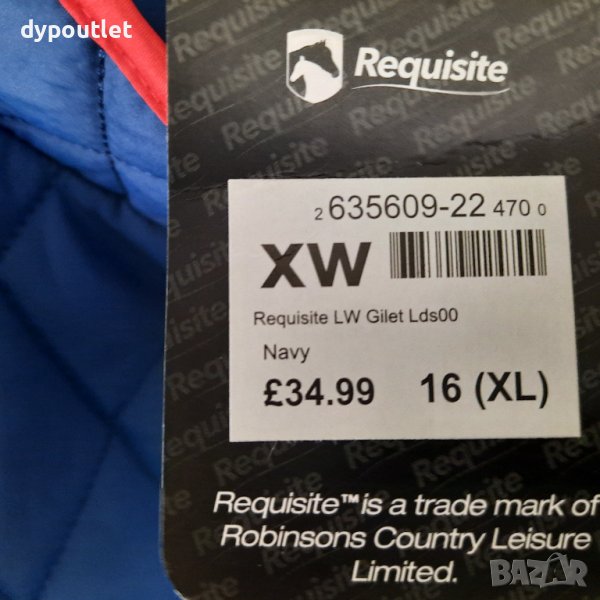 dypoutlet
Requisite
2 635609-22 470 0
XW
Requisite LW Gilet Lds00
Navy
£34.99 16 (XL)
Requisite™ is a trade mark of
Robinsons Country Leisure
Limited.
BAZAR